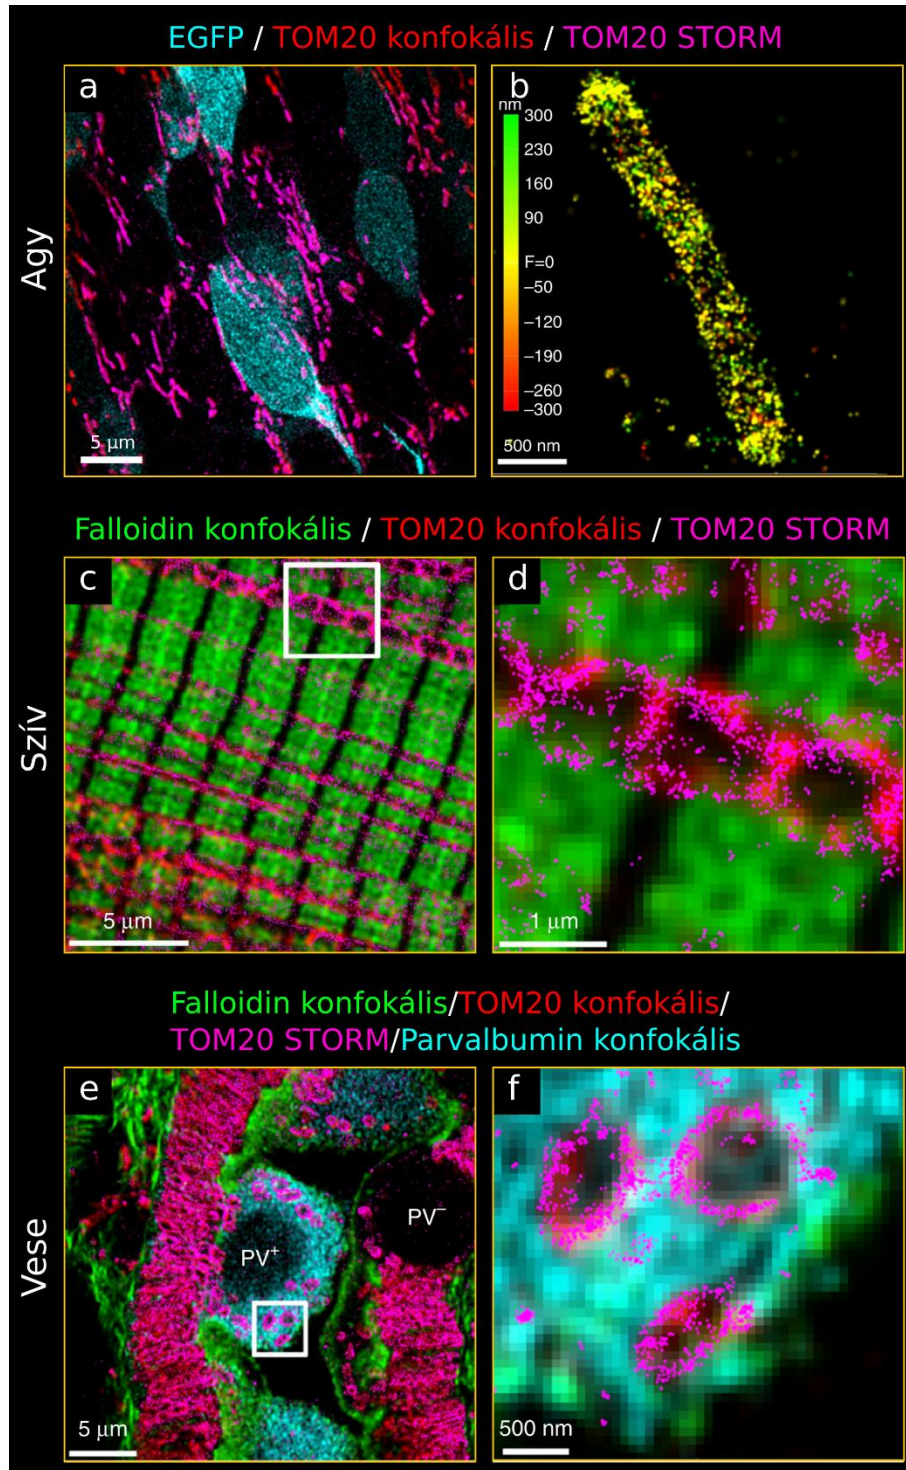 EGFP / TOM20 konfokális / TOM20 STORM
Agy
a
5 µm
b
nm
300
230
160
90
F=0
−50
−120
−190
−260
−300
500 nm
Falloidin konfokális / TOM20 konfokális / TOM20 STORM
Szív
c
5 µm
d
1 µm
Falloidin konfokális/TOM20 konfokális/
TOM20 STORM/Parvalbumin konfokális
Vese
e
PV+
PV−
5 µm
f
500 nm